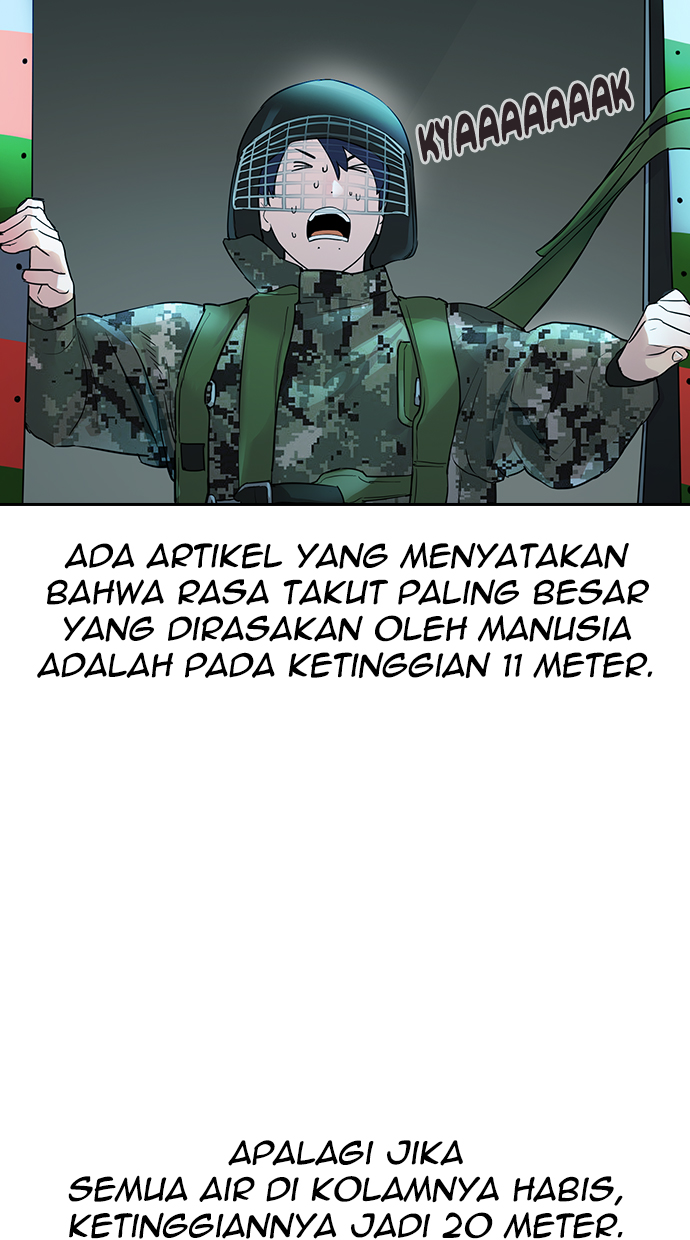 KYAAAAAAAAK
ADA ARTIKEL YANG MENYATAKAN
BAHWA RASA TAKUT PALING BESAR
YANG DIRASAKAN OLEH MANUSIA
ADALAH PADA KETINGGIAN 11 METER.
APALAGI JIKA
SEMUA AIR DI KOLAMNYA HABIS,
KETINGGIANNYA JADI 20 METER.